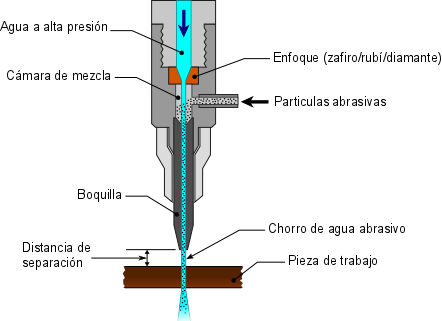 Agua a alta presión
Enfoque (zafiro/rubí/diamante)
Cámara de mezcla
Particulas abrasivas
Boquilla
Chorro de agua abrasivo
Distancia de
separación
Pieza de trabajo